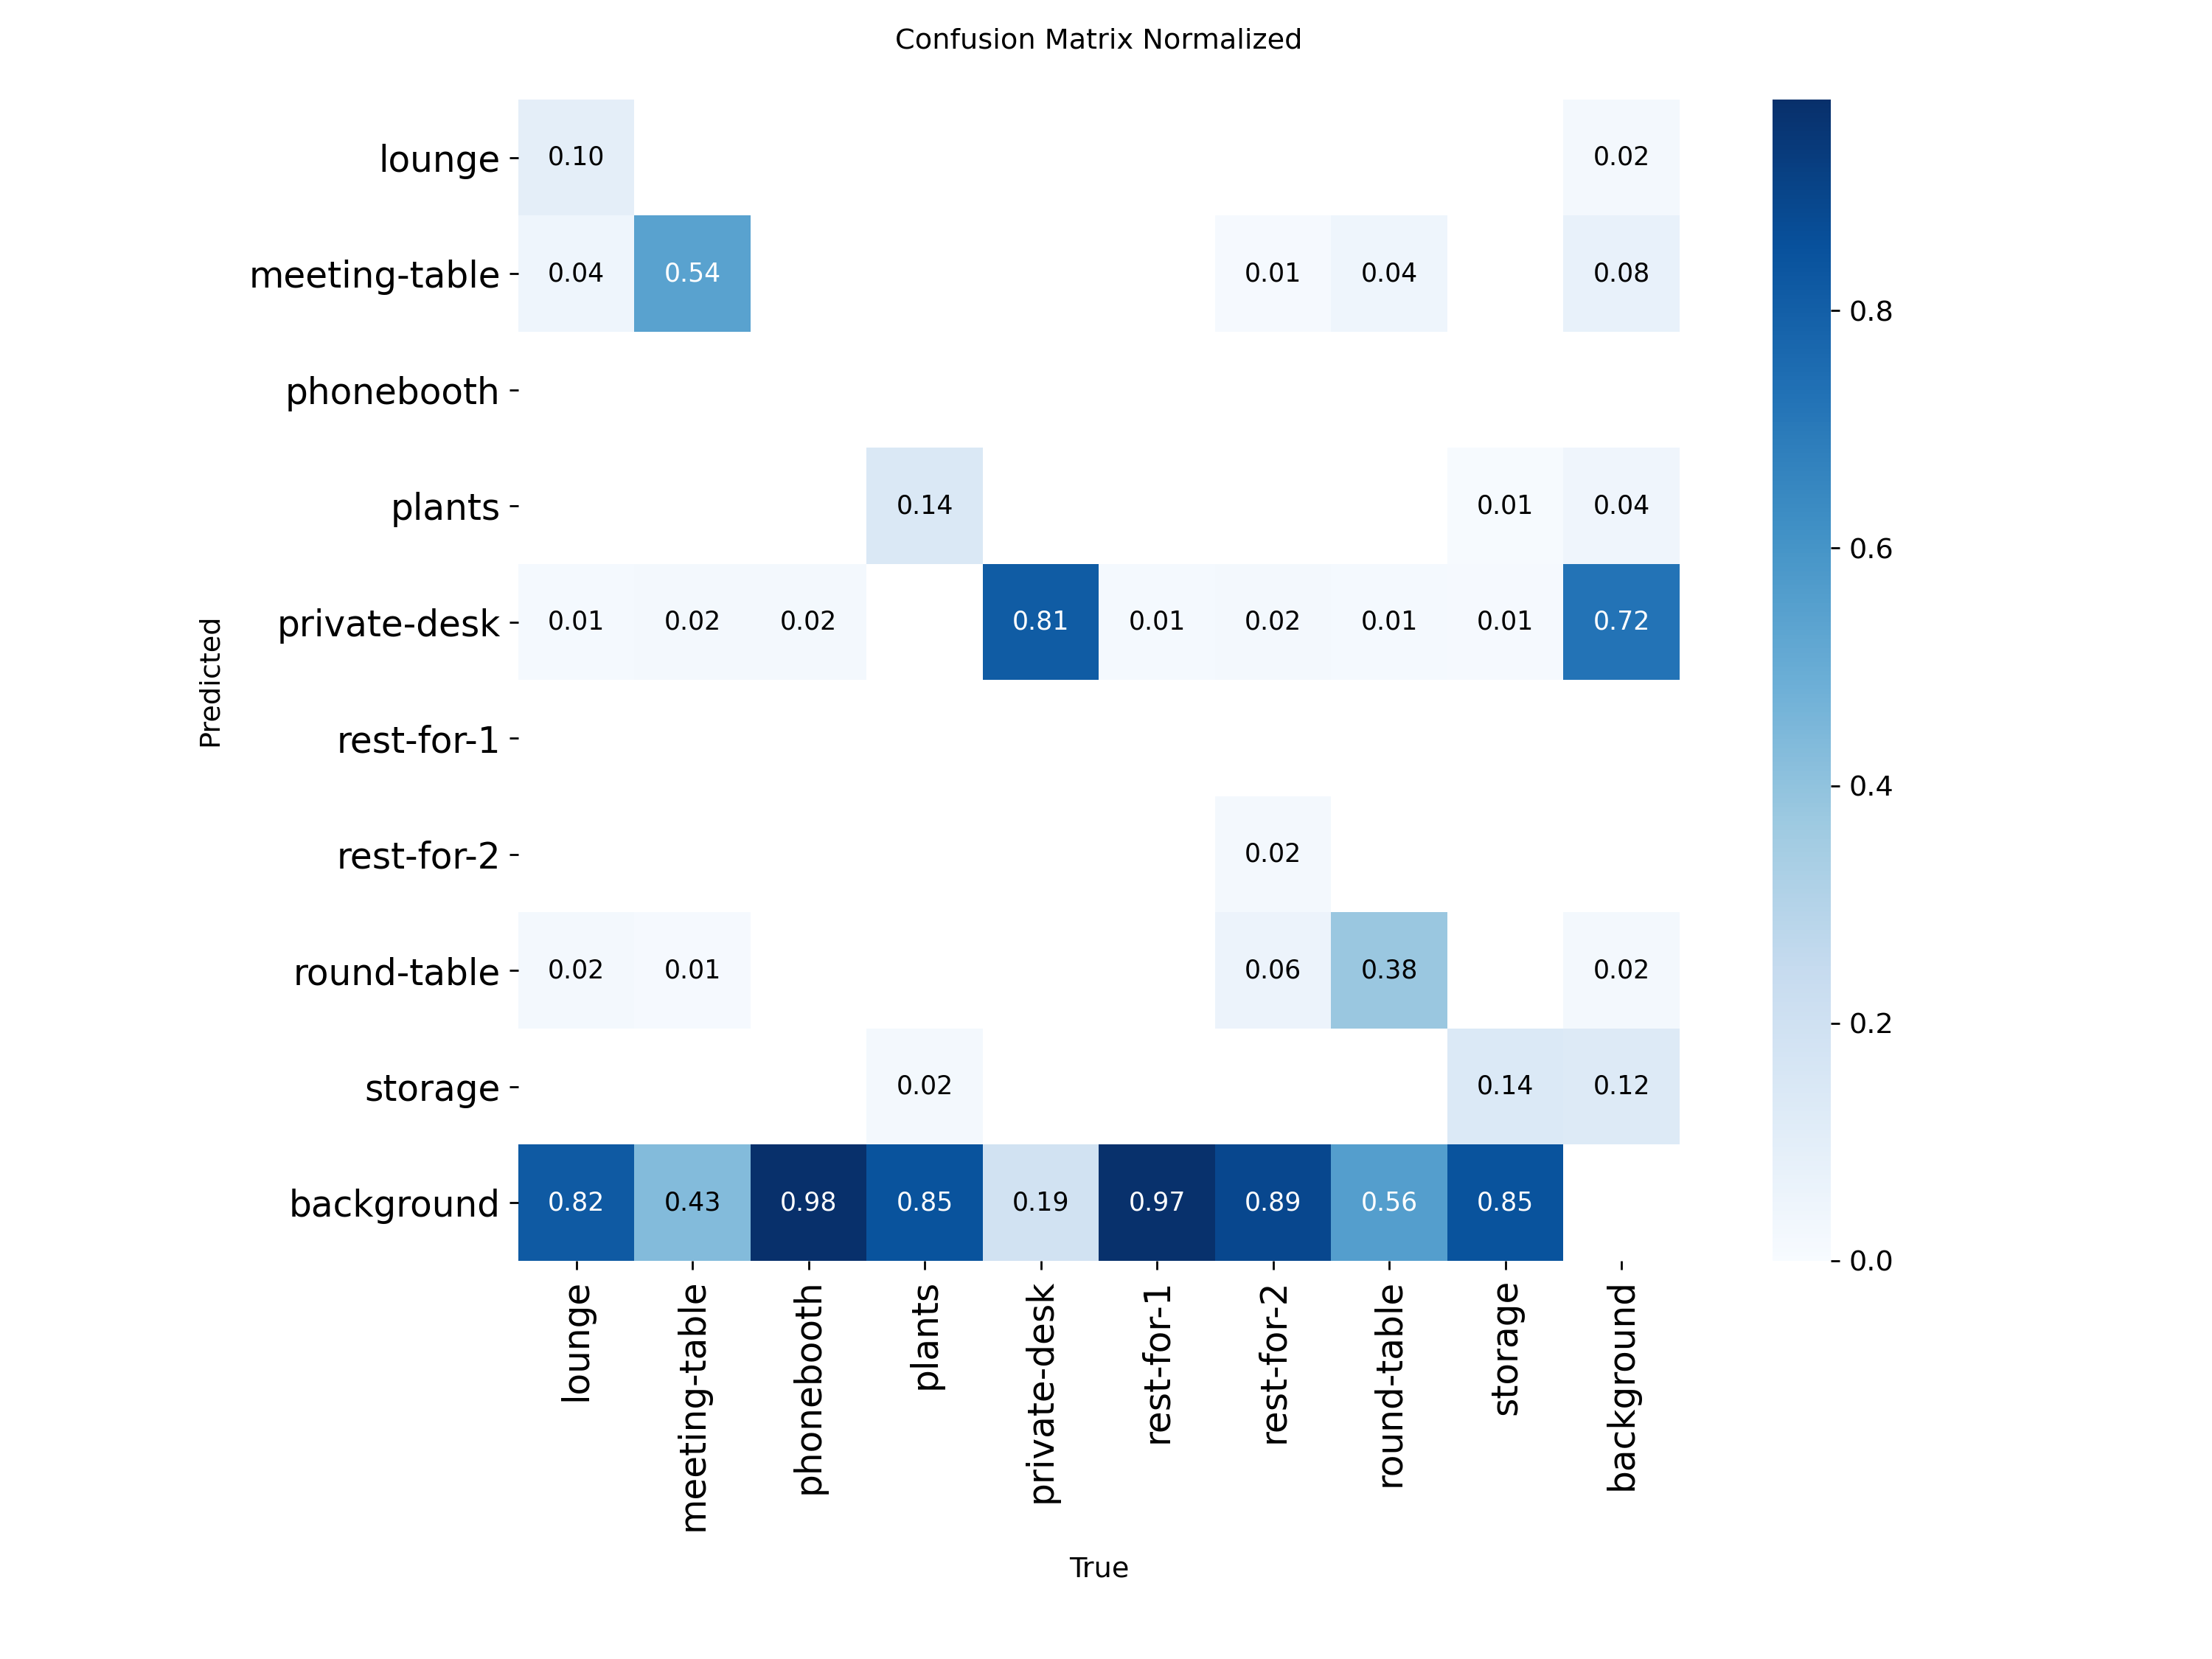 Confusion Matrix Normalized
lounge 0.10 0.02
meeting-table 0.04 0.54 0.01 0.04 0.08
phonebooth
plants 0.14 0.01 0.04
private-desk 0.01 0.02 0.02 0.81 0.01 0.02 0.01 0.01 0.72
rest-for-1
rest-for-2 0.02
round-table 0.02 0.01 0.06 0.38 0.02
storage 0.02 0.14 0.12
background 0.82 0.43 0.98 0.85 0.19 0.97 0.89 0.56 0.85
Predicted
lounge
meeting-table
phonebooth
plants
private-desk
rest-for-1
rest-for-2
round-table
storage
background
True
0.8
0.6
0.4
0.2
0.0